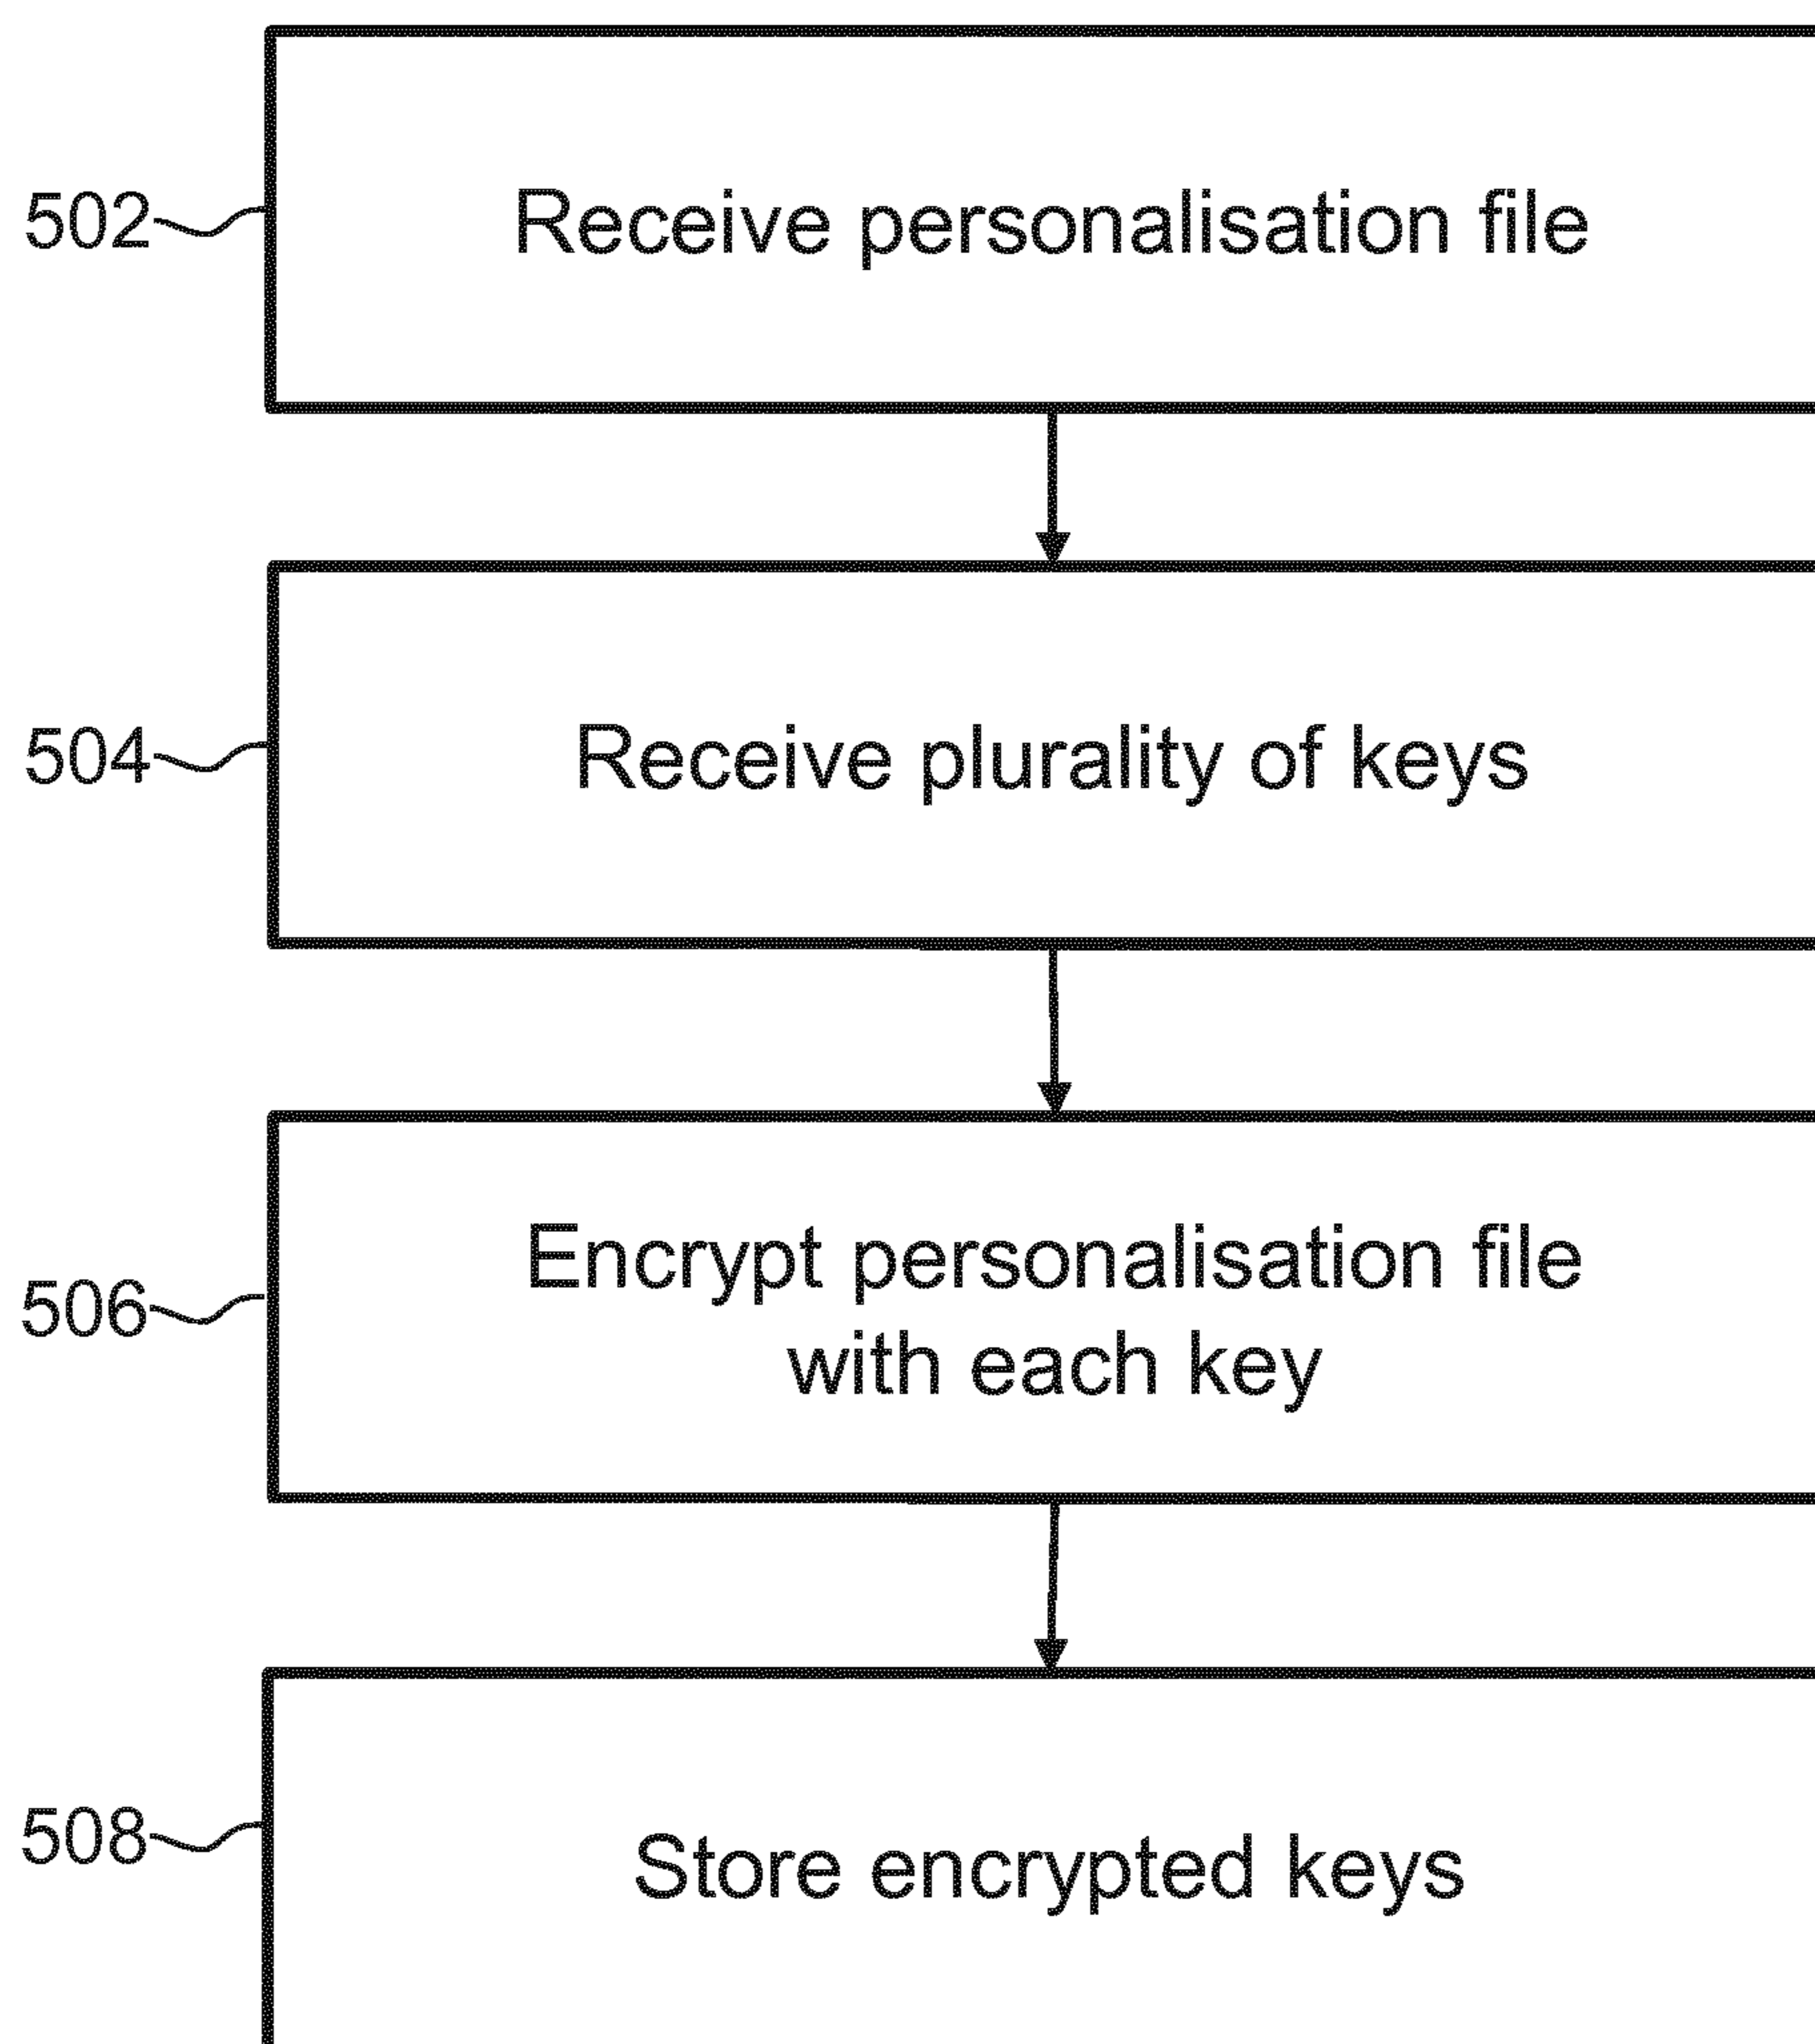 502
Receive personalisation file
504
Receive plurality of keys
506
Encrypt personalisation file
with each key
508
Store encrypted keys